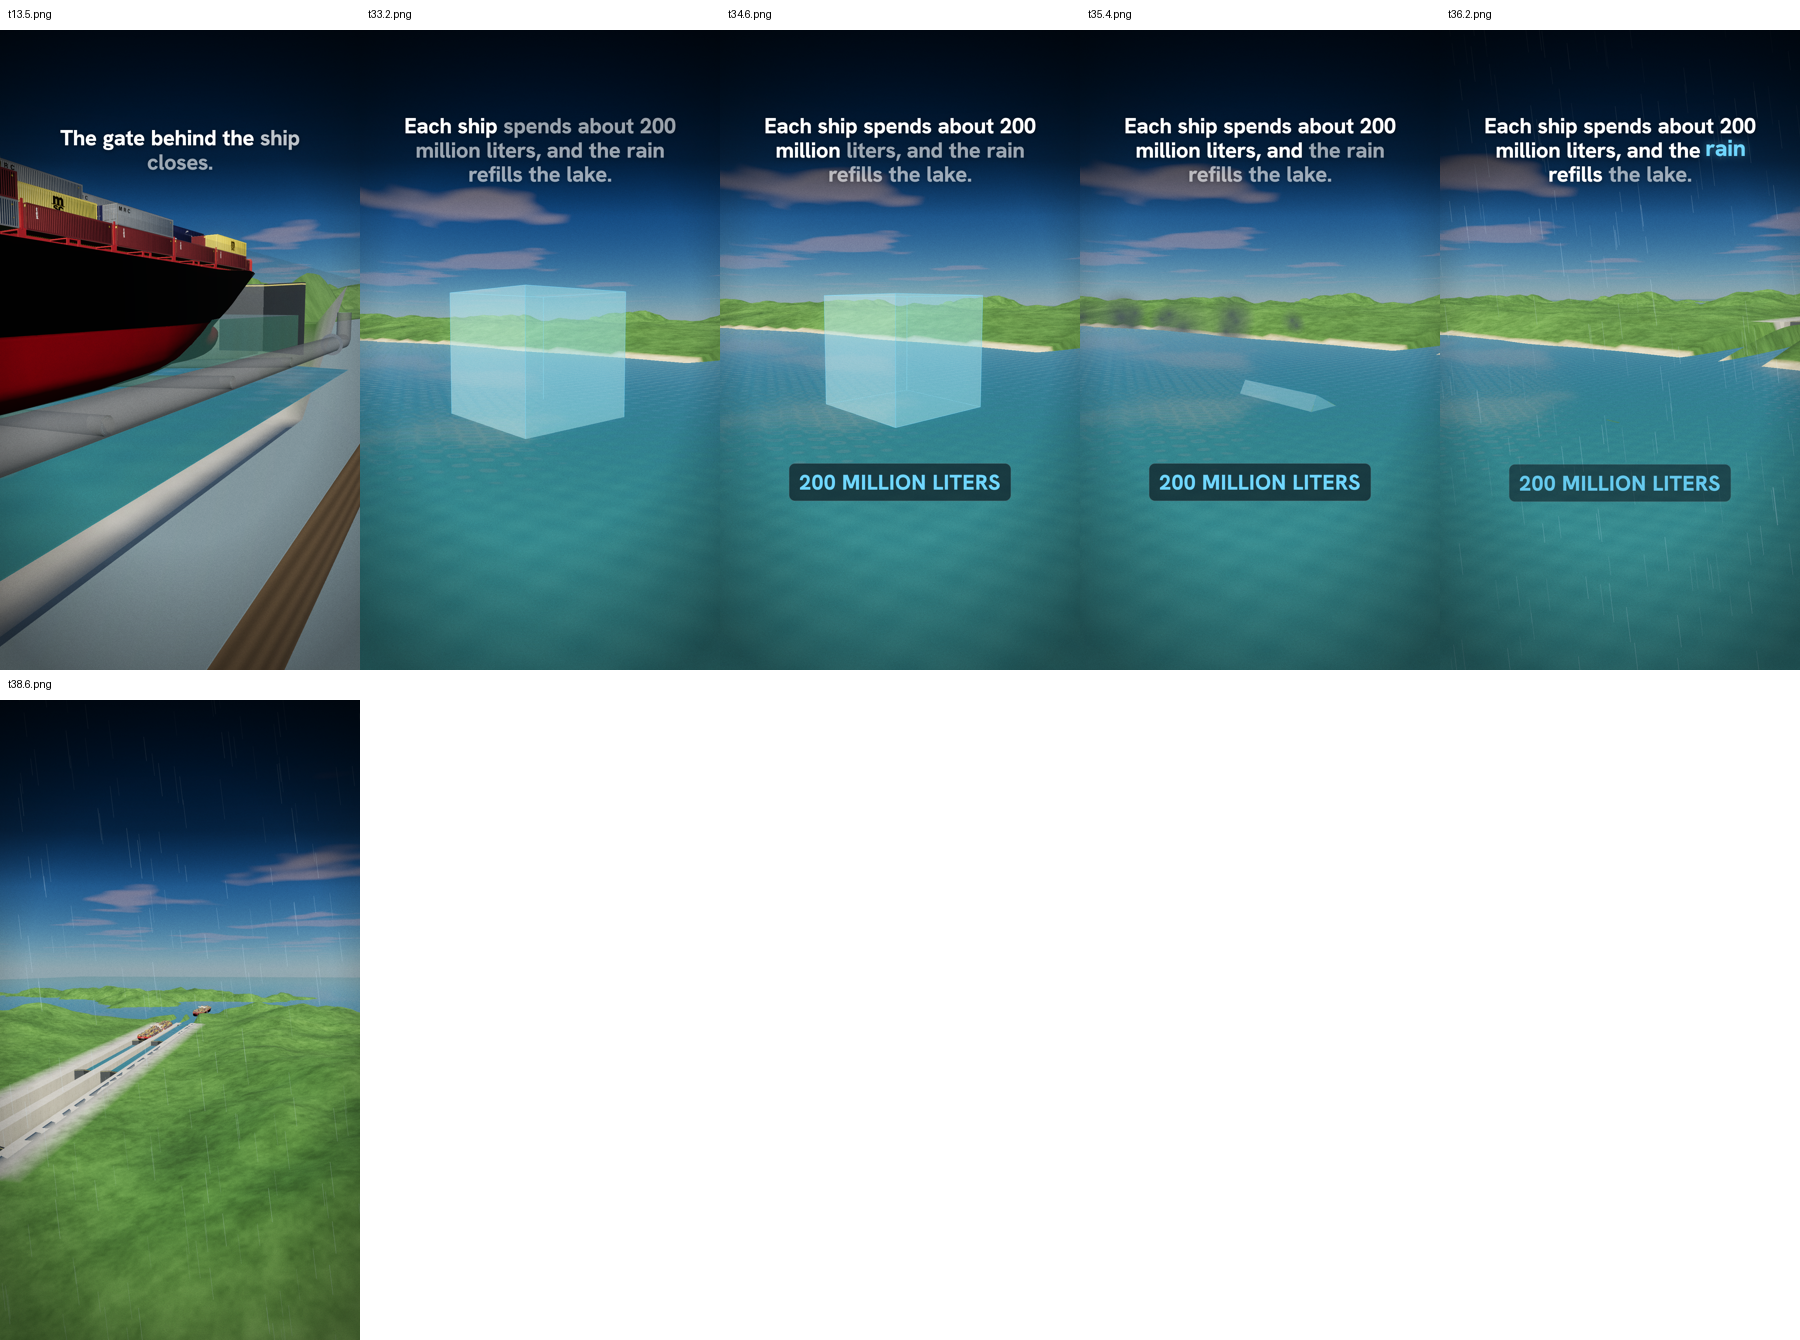 t13.5.png
t33.2.png
t34.6.png
t35.4.png
t36.2.png
The gate behind the ship
closes.
Each ship spends about 200
million liters, and the rain
refills the lake.
200 MILLION LITERS
Each ship spends about 200
million liters, and the rain
refills the lake.
200 MILLION LITERS
Each ship spends about 200
million liters, and the rain
refills the lake.
200 MILLION LITERS
Each ship spends about 200
million liters, and the rain
refills the lake.
t38.6.png